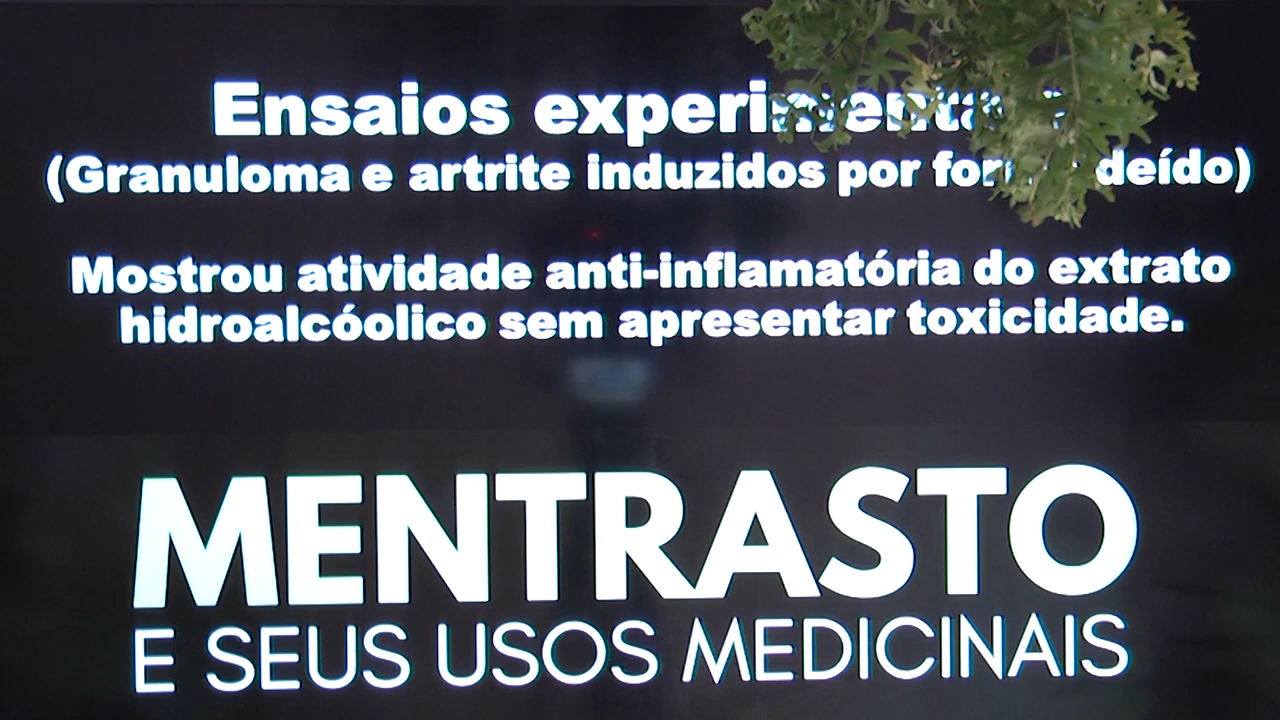 Ensaios
(Granuloma e artrite induzidos por
Mostrou atividade anti-inflamatória do extrato
hidroalcóolico sem apresentar toxicidade.
MENTRASTO
E SEUS USOS MEDICINAIS